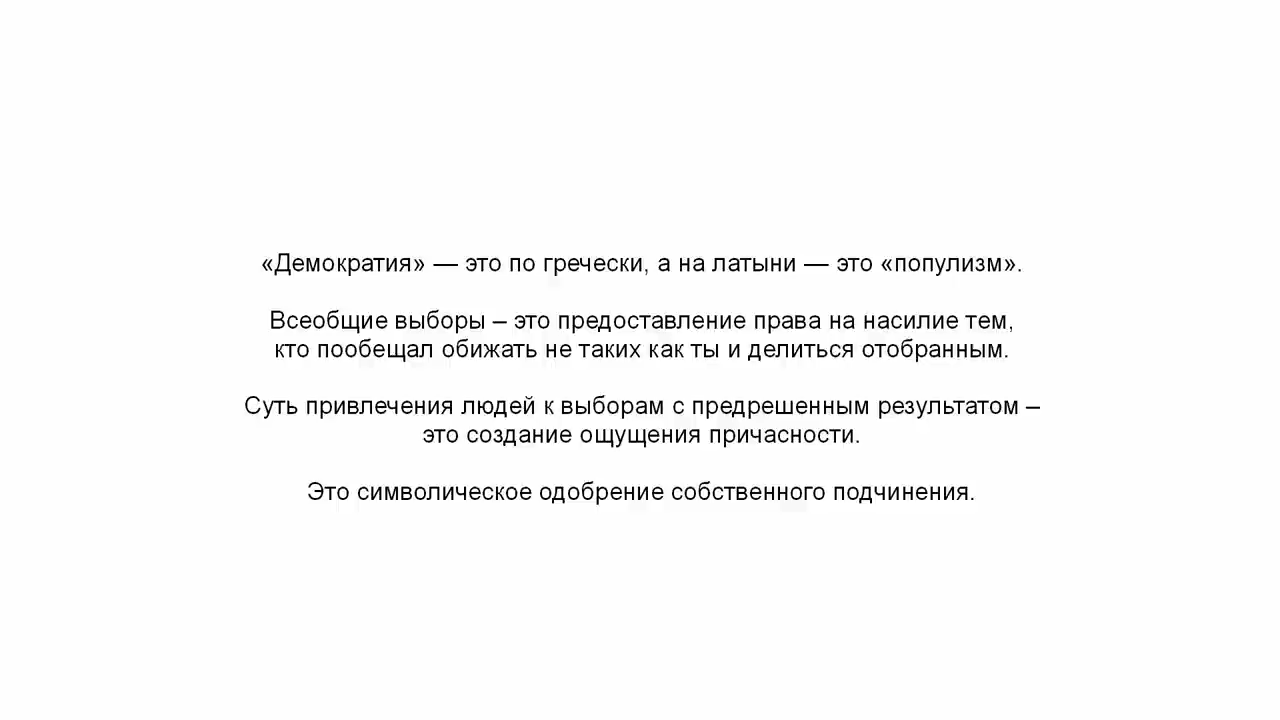 «Демократия» — это по гречески, а на латыни — это «популизм».
Всеобщие выборы – это предоставление права на насилие тем,
кто пообещал обижать не таких как ты и делиться отобранным.
Суть привлечения людей к выборам с предрешенным результатом –
это создание ощущения причасности.
Это символическое одобрение собственного подчинения.